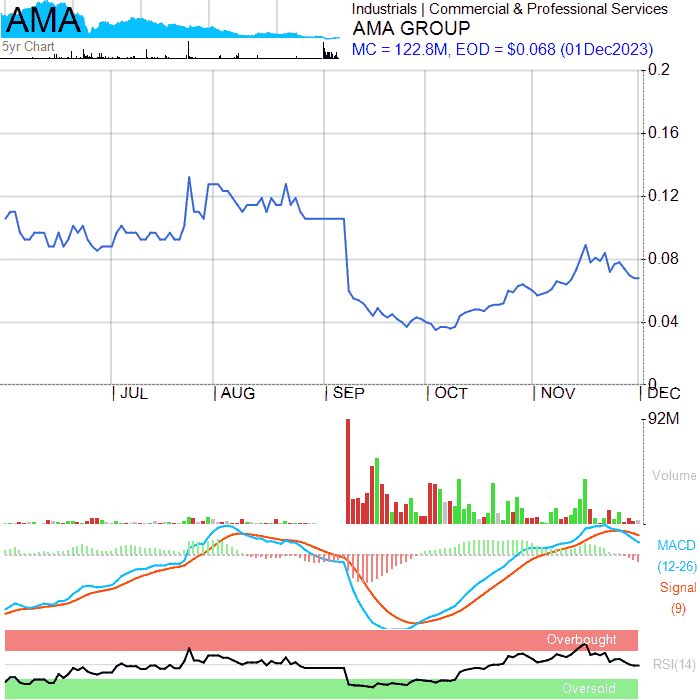 AMA
5yr Chart
Industrials | Commercial & Professional Services
AMA GROUP
MC = 122.8M, EOD = $0.068 (01Dec2023)
0.2
0.16
0.12
0.08
0.04
0
JUL AUG SEP OCT NOV DEC
92M
Volume
MACD
(12-26)
Signal
(9)
Overbought
RSI(14)
Oversold